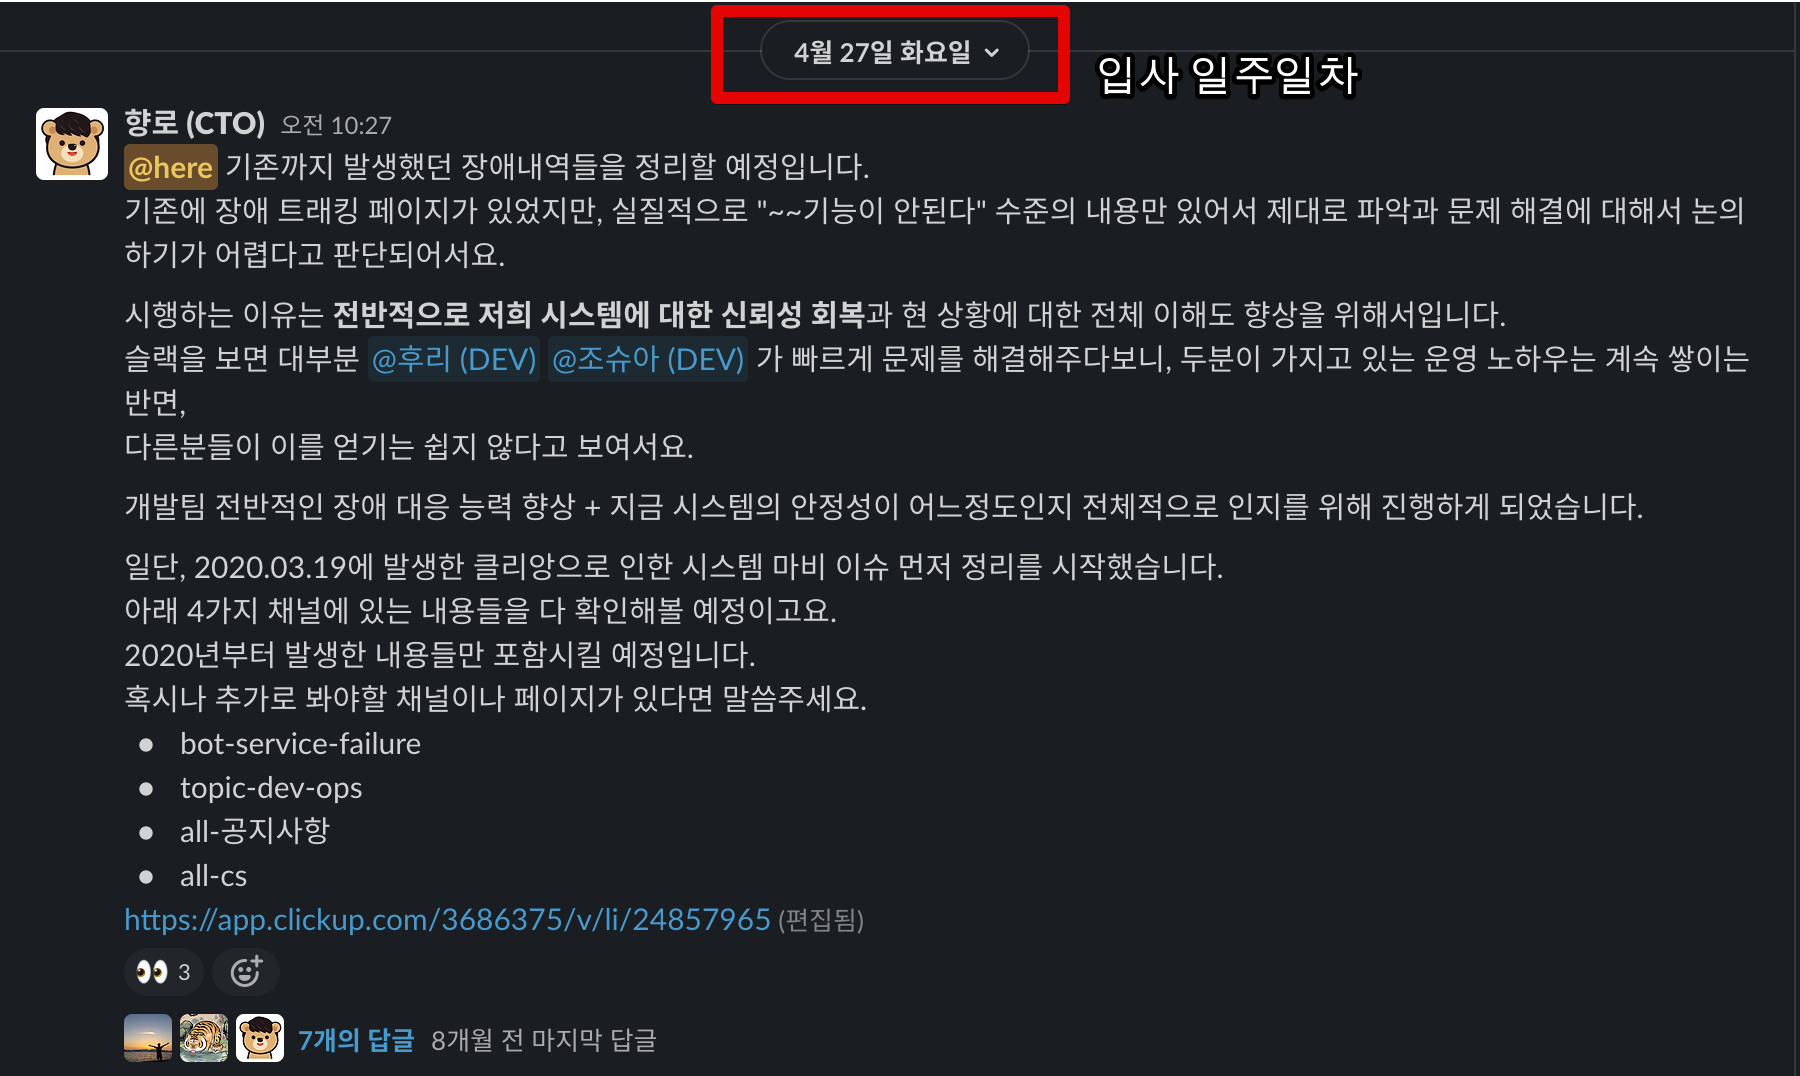 4월 27일 화요일
입사 일주일차
향로 (CTO) 오전 10:27
@here 기존까지 발생했던 장애내역들을 정리할 예정입니다.
기존에 장애 트래킹 페이지가 있었지만, 실질적으로 "~~기능이 안된다" 수준의 내용만 있어서 제대로 파악과 문제 해결에 대해서 논의
하기가 어렵다고 판단되어서요.
시행하는 이유는 전반적으로 저희 시스템에 대한 신뢰성 회복과 현 상황에 대한 전체 이해도 향상을 위해서입니다.
슬랙을 보면 대부분 @후리 (DEV) @조슈아 (DEV) 가 빠르게 문제를 해결해주다보니, 두분이 가지고 있는 운영 노하우는 계속 쌓이는
반면,
다른분들이 이를 얻기는 쉽지 않다고 보여서요.
개발팀 전반적인 장애 대응 능력 향상 + 지금 시스템의 안정성이 어느정도인지 전체적으로 인지를 위해 진행하게 되었습니다.
일단, 2020.03.19에 발생한 클리앙으로 인한 시스템 마비 이슈 먼저 정리를 시작했습니다.
아래 4가지 채널에 있는 내용들을 다 확인해볼 예정이고요.
2020년부터 발생한 내용들만 포함시킬 예정입니다.
혹시나 추가로 봐야할 채널이나 페이지가 있다면 말씀주세요.
● bot-service-failure
● topic-dev-ops
● all-공지사항
● all-cs
https://app.clickup.com/3686375/v/li/24857965 (편집됨)
3
7개의 답글 8개월 전 마지막 답글